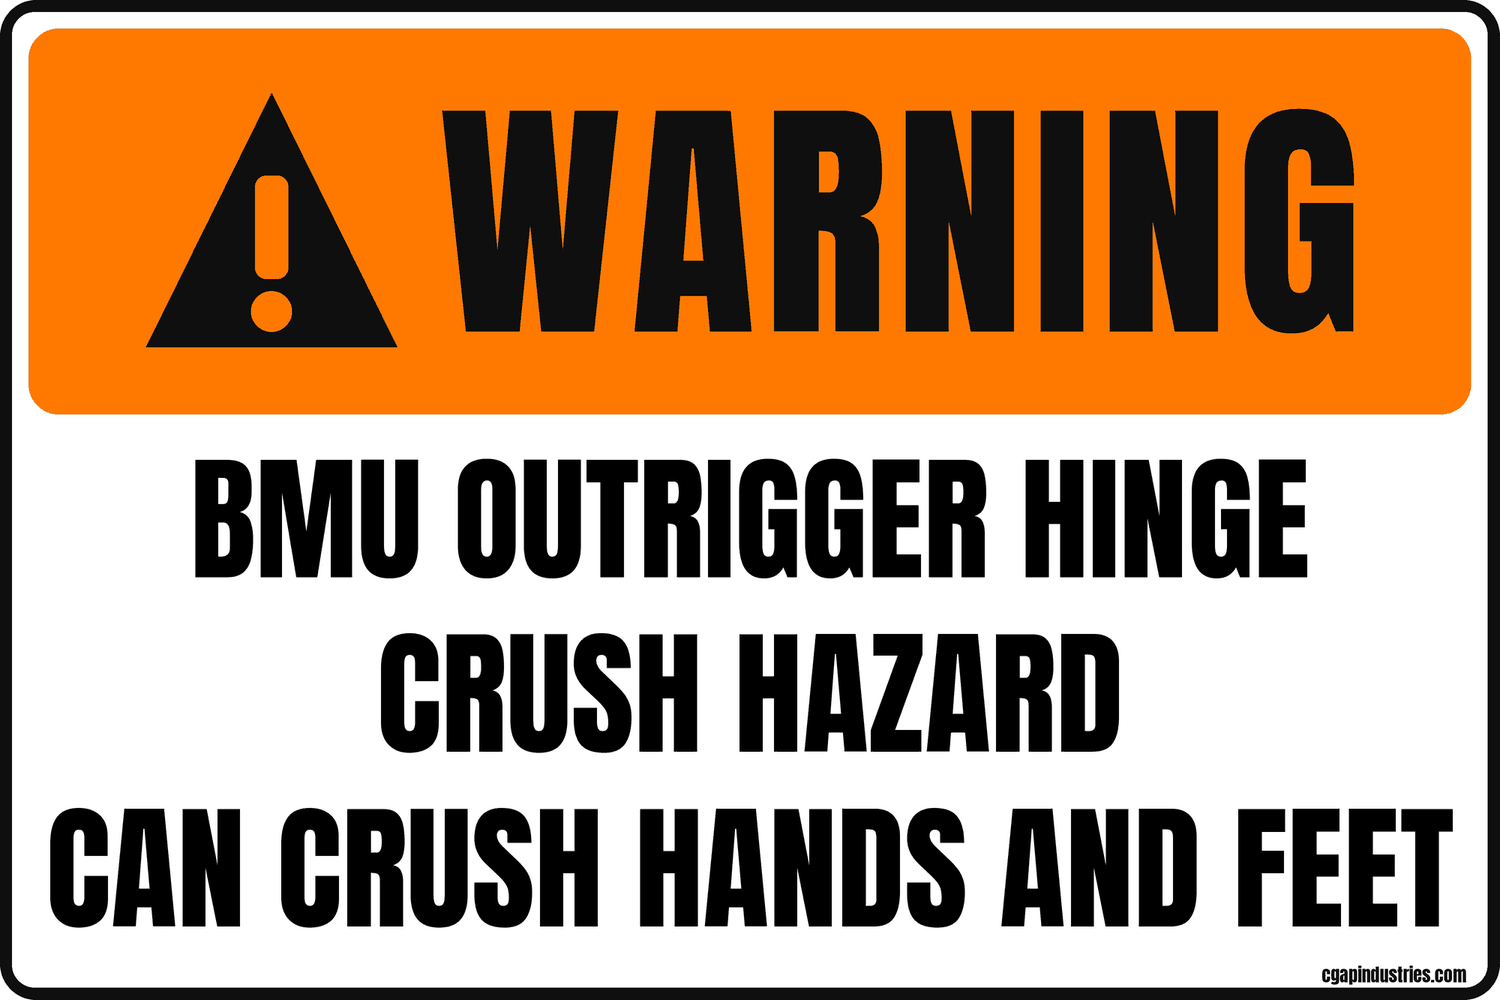 WARNING
BMU OUTRIGGER HINGE
CRUSH HAZARD
CAN CRUSH HANDS AND FEET
cgapindustries.com